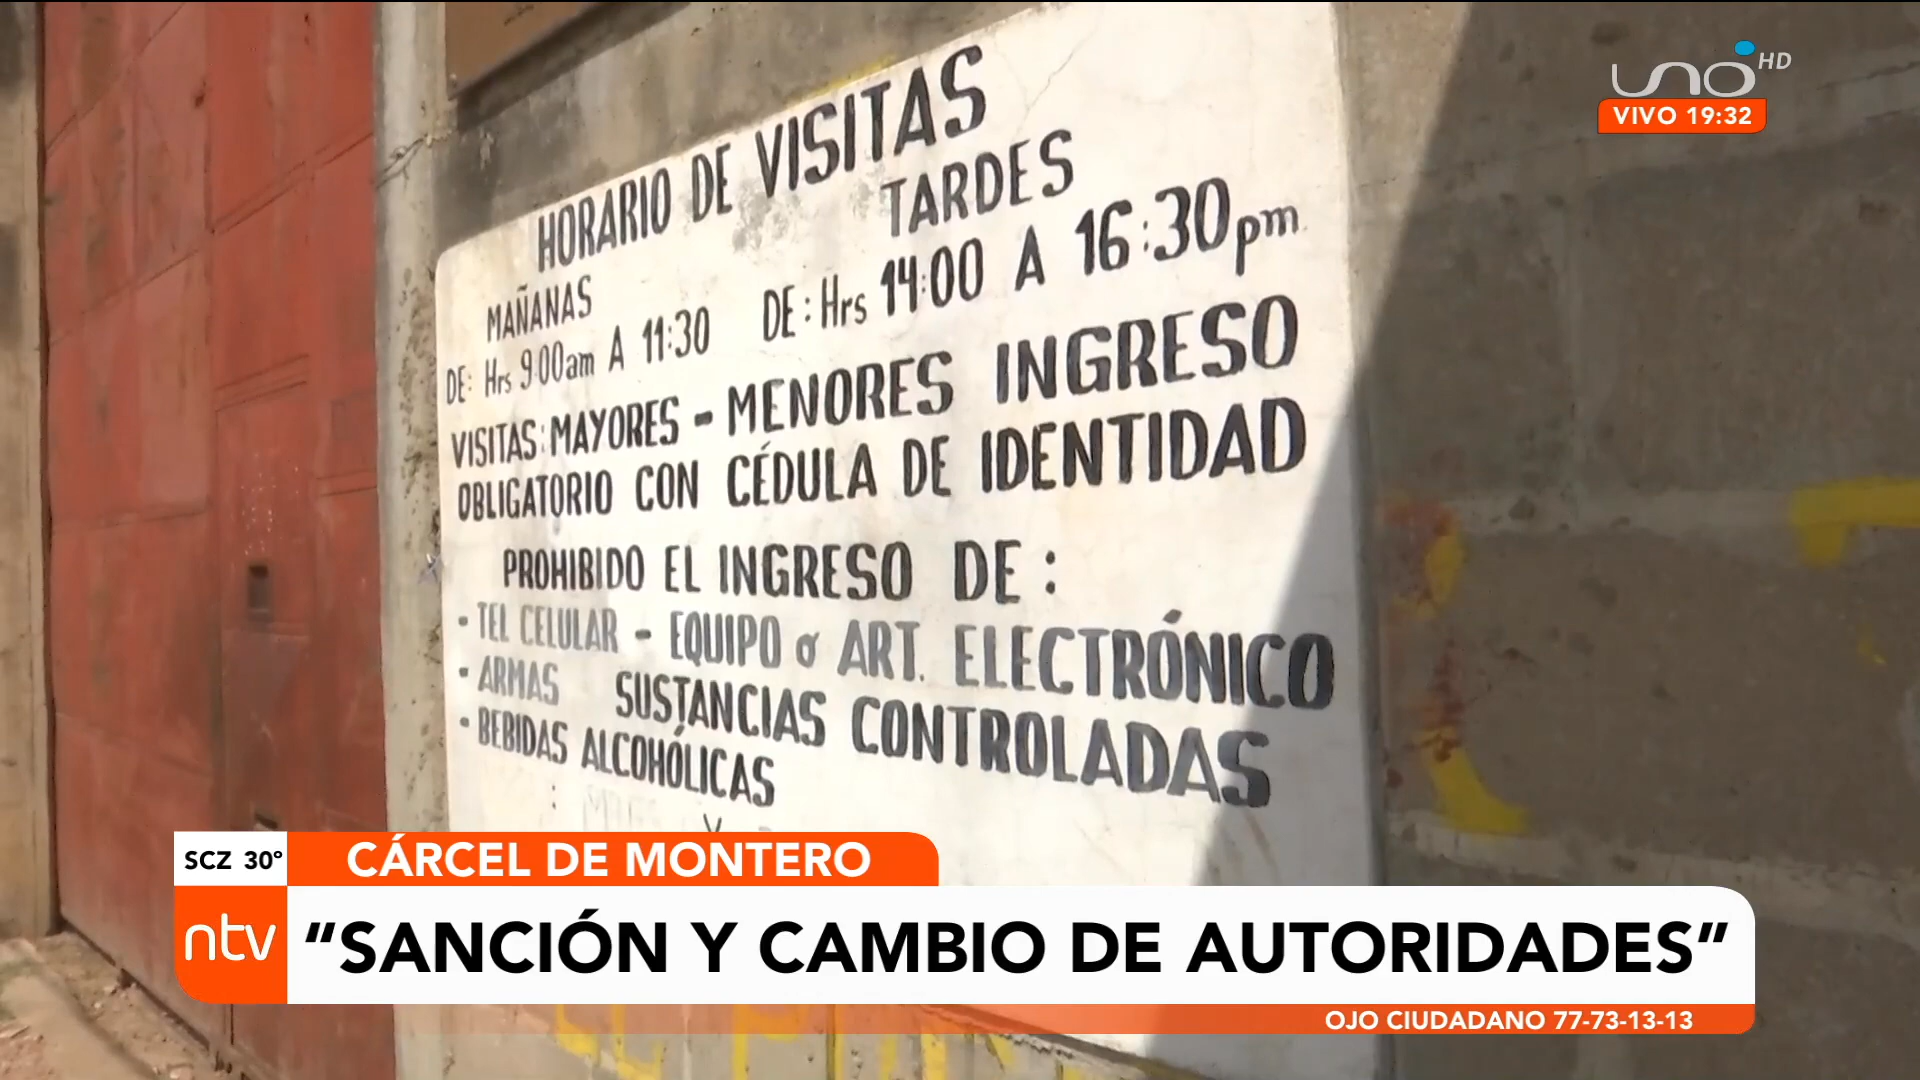 HORARIO DE VISITAS
MAÑANAS TARDES
DE: Hrs 9:00am A 11:30 DE: Hrs 14:00 A 16:30pm.
VISITAS: MAYORES - MENORES INGRESO
OBLIGATORIO CON CÉDULA DE IDENTIDAD
PROHIBIDO EL INGRESO DE:
- TEL CELULAR - EQUIPO o ART. ELECTRÓNICO
- ARMAS SUSTANCIAS CONTROLADAS
- BEBIDAS ALCOHÓLICAS
UNO HD
VIVO 19:32
SCZ 30º
CÁRCEL DE MONTERO
ntv
“SANCIÓN Y CAMBIO DE AUTORIDADES”
OJO CIUDADANO 77-73-13-13